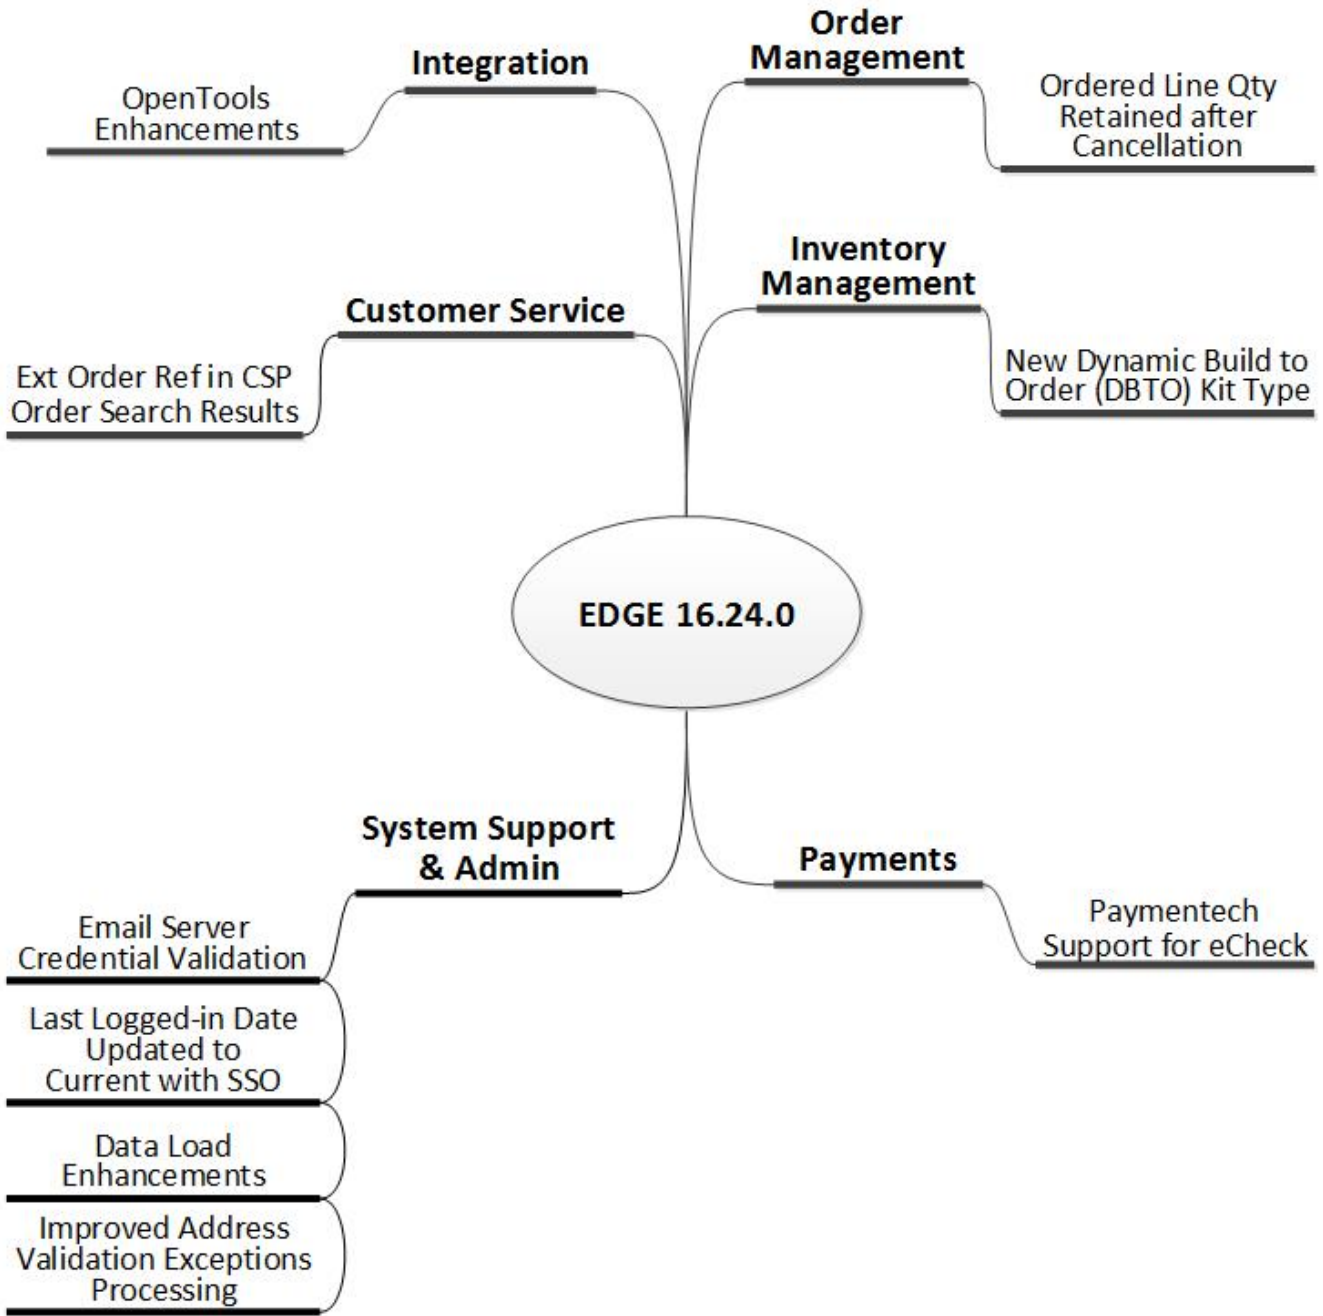 Integration
OpenTools
Enhancements
Customer Service
Ext Order Ref in CSP
Order Search Results
Order
Management
Ordered Line Qty
Retained after
Cancellation
Inventory
Management
New Dynamic Build to
Order (DBTO) Kit Type
EDGE 16.24.0
System Support
& Admin
Email Server
Credential Validation
Last Logged-in Date
Updated to
Current with SSO
Data Load
Enhancements
Improved Address
Validation Exceptions
Processing
Payments
Paymentech
Support for eCheck